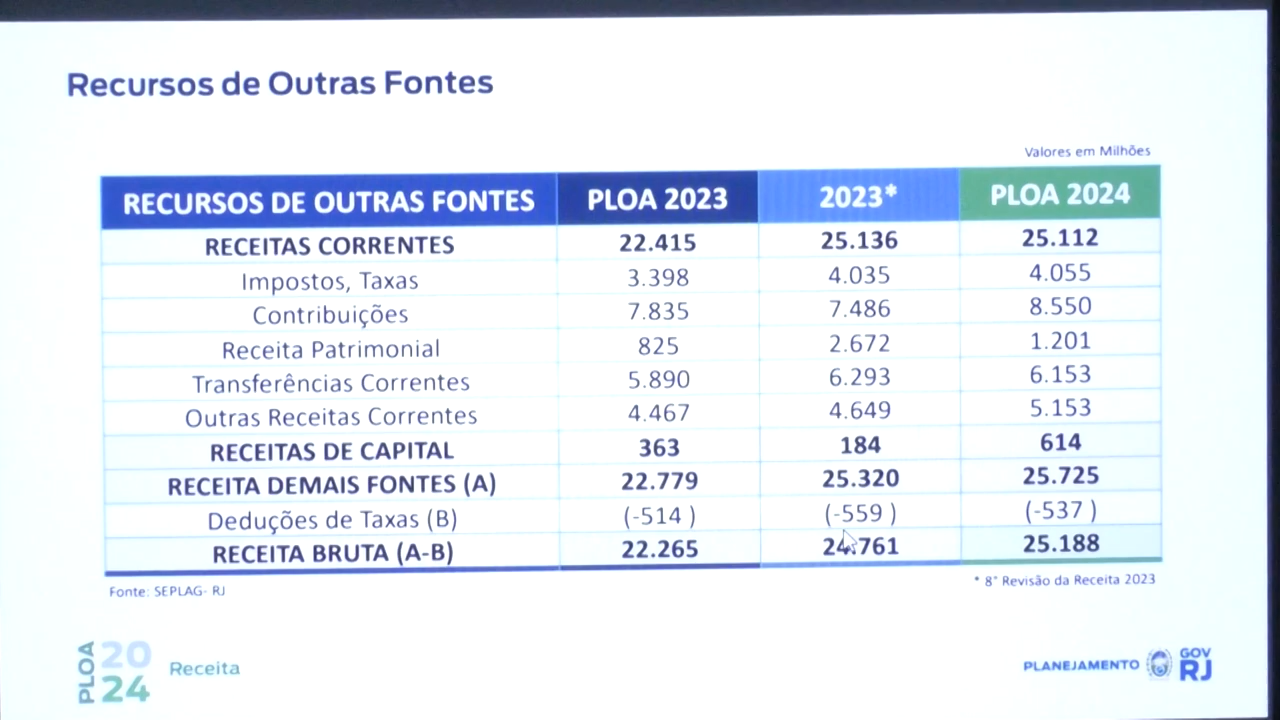 Recursos de Outras Fontes
Valores em Milhões
RECURSOS DE OUTRAS FONTES PLOA 2023 2023* PLOA 2024
RECEITAS CORRENTES 22.415 25.136 25.112
Impostos, Taxas 3.398 4.035 4.055
Contribuições 7.835 7.486 8.550
Receita Patrimonial 825 2.672 1.201
Transferências Correntes 5.890 6.293 6.153
Outras Receitas Correntes 4.467 4.649 5.153
RECEITAS DE CAPITAL 363 184 614
RECEITA DEMAIS FONTES (A) 22.779 25.320 25.725
Deduções de Taxas (B) (-514 ) (-559 ) (-537 )
RECEITA BRUTA (A-B) 22.265 24.761 25.188
Fonte: SEPLAG- RJ
* 8° Revisão da Receita 2023
PLOA 2024
Receita
PLANEJAMENTO
GOV
RJ